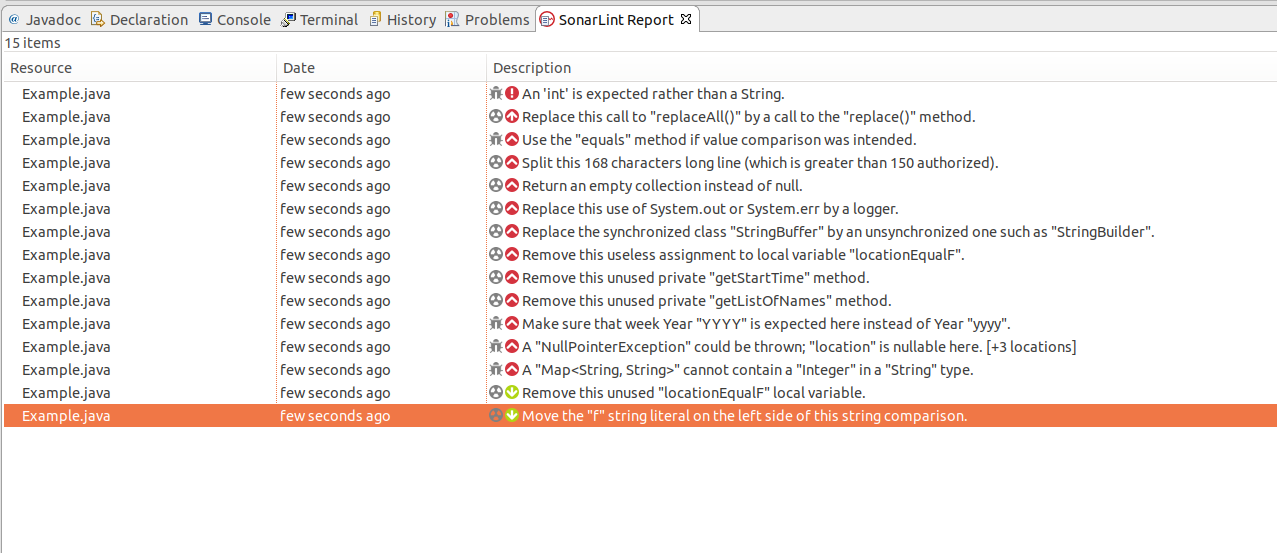 @ Javadoc Declaration Console Terminal History Problems SonarLint Report
15 items
Resource Date Description
Example.java few seconds ago An 'int' is expected rather than a String.
Example.java few seconds ago Replace this call to "replaceAll()" by a call to the "replace()" method.
Example.java few seconds ago Use the "equals" method if value comparison was intended.
Example.java few seconds ago Split this 168 characters long line (which is greater than 150 authorized).
Example.java few seconds ago Return an empty collection instead of null.
Example.java few seconds ago Replace this use of System.out or System.err by a logger.
Example.java few seconds ago Replace the synchronized class "StringBuffer" by an unsynchronized one such as "StringBuilder".
Example.java few seconds ago Remove this useless assignment to local variable "locationEqualF".
Example.java few seconds ago Remove this unused private "getStartTime" method.
Example.java few seconds ago Remove this unused private "getListOfNames" method.
Example.java few seconds ago Make sure that week Year "YYYY" is expected here instead of Year "yyyy".
Example.java few seconds ago A "NullPointerException" could be thrown; "location" is nullable here. [+3 locations]
Example.java few seconds ago A "Map<String, String>" cannot contain a "Integer" in a "String" type.
Example.java few seconds ago Remove this unused "locationEqualF" local variable.
Example.java few seconds ago Move the "f" string literal on the left side of this string comparison.